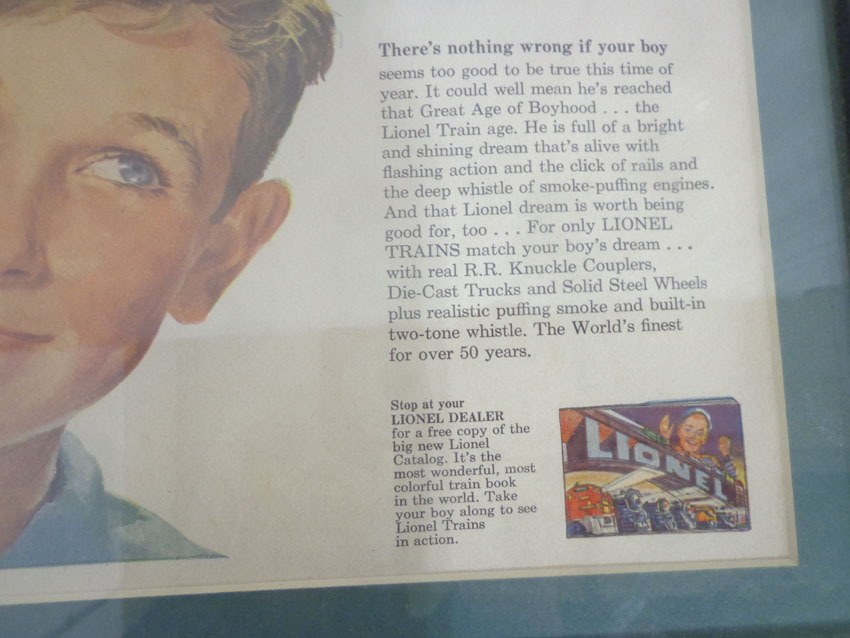 There's nothing wrong if your boy
seems too good to be true this time of
year. It could well mean he's reached
that Great Age of Boyhood . . . the
Lionel Train age. He is full of a bright
and shining dream that's alive with
flashing action and the click of rails and
the deep whistle of smoke-puffing engines.
And that Lionel dream is worth being
good for, too . . . For only LIONEL
TRAINS match your boy's dream . . .
with real R.R. Knuckle Couplers,
Die-Cast Trucks and Solid Steel Wheels
plus realistic puffing smoke and built-in
two-tone whistle. The World's finest
for over 50 years.
Stop at your
LIONEL DEALER
for a free copy of the
big new Lionel
Catalog. It's the
most wonderful, most
colorful train book
in the world. Take
your boy along to see
Lionel Trains
in action.
LIONEL